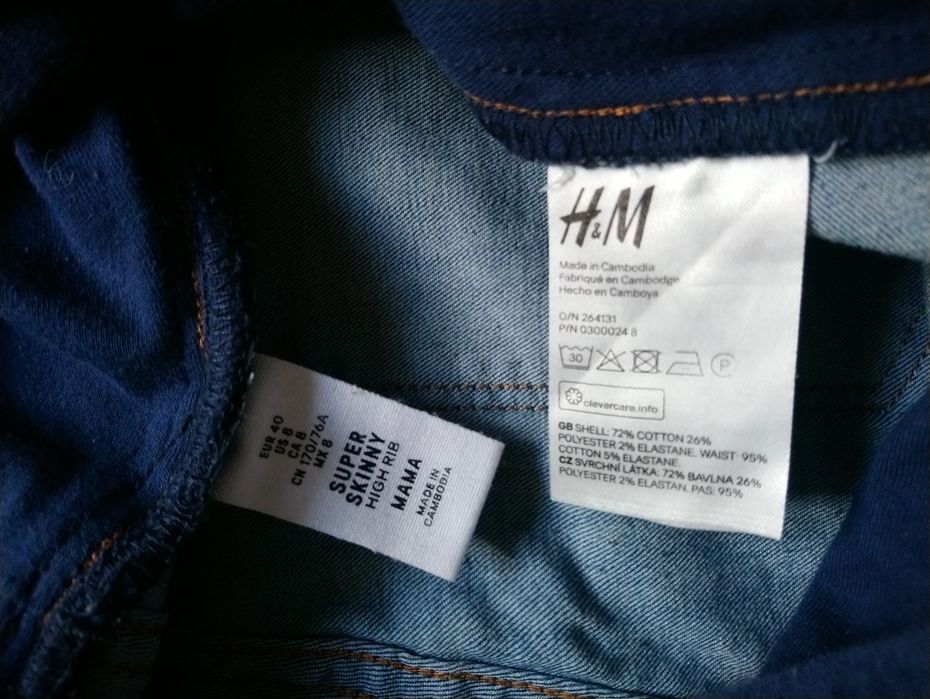 H&M
Made in Cambodia
Fabriqué en Cambodge
Hecho en Camboya
O/N 264131
P/N 0300024 8
30
P
clevercare.info
GB SHELL: 72% COTTON 26%
POLYESTER 2% ELASTANE. WAIST: 95%
COTTON 5% ELASTANE.
CZ SVRCHNÍ LÁTKA: 72% BAVLNA 26%
POLYESTER 2% ELASTAN. PAS: 95%
EUR 40
US 8
CA 8
CN 170/76A
MX 8
SUPER
SKINNY
HIGH RIB
MAMA
MADE IN
CAMBODIA